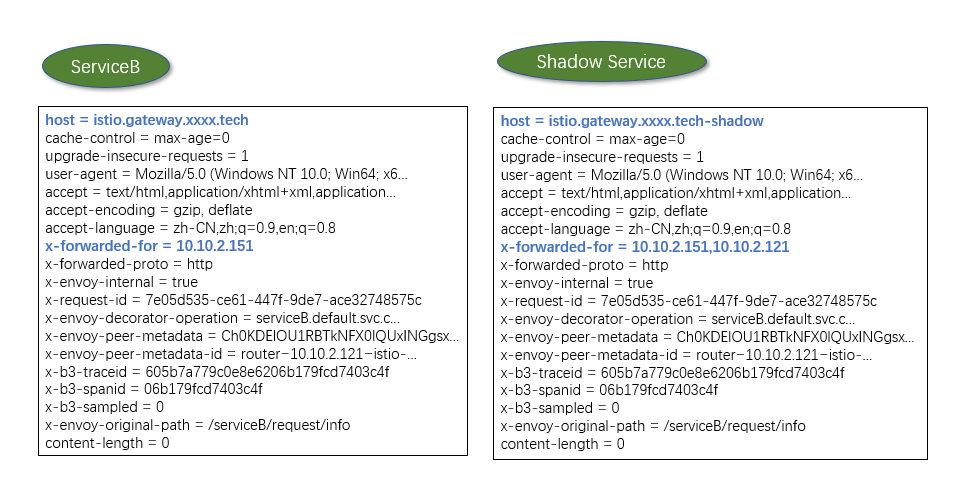 ServiceB
host = istio.gateway.xxxx.tech
cache-control = max-age=0
upgrade-insecure-requests = 1
user-agent = Mozilla/5.0 (Windows NT 10.0; Win64; x6...
accept = text/html,application/xhtml+xml,application...
accept-encoding = gzip, deflate
accept-language = zh-CN,zh;q=0.9,en;q=0.8
x-forwarded-for = 10.10.2.151
x-forwarded-proto = http
x-envoy-internal = true
x-request-id = 7e05d535-ce61-447f-9de7-ace32748575c
x-envoy-decorator-operation = serviceB.default.svc.c...
x-envoy-peer-metadata = Ch0KDElOU1RBTkNFX0lQUxINGgsx...
x-envoy-peer-metadata-id = router~10.10.2.121~istio-...
x-b3-traceid = 605b7a779c0e8e6206b179fcd7403c4f
x-b3-spanid = 06b179fcd7403c4f
x-b3-sampled = 0
x-envoy-original-path = /serviceB/request/info
content-length = 0
Shadow Service
host = istio.gateway.xxxx.tech-shadow
cache-control = max-age=0
upgrade-insecure-requests = 1
user-agent = Mozilla/5.0 (Windows NT 10.0; Win64; x6...
accept = text/html,application/xhtml+xml,application...
accept-encoding = gzip, deflate
accept-language = zh-CN,zh;q=0.9,en;q=0.8
x-forwarded-for = 10.10.2.151,10.10.2.121
x-forwarded-proto = http
x-envoy-internal = true
x-request-id = 7e05d535-ce61-447f-9de7-ace32748575c
x-envoy-decorator-operation = serviceB.default.svc.c...
x-envoy-peer-metadata = Ch0KDElOU1RBTkNFX0lQUxINGgsx...
x-envoy-peer-metadata-id = router~10.10.2.121~istio-...
x-b3-traceid = 605b7a779c0e8e6206b179fcd7403c4f
x-b3-spanid = 06b179fcd7403c4f
x-b3-sampled = 0
x-envoy-original-path = /serviceB/request/info
content-length = 0